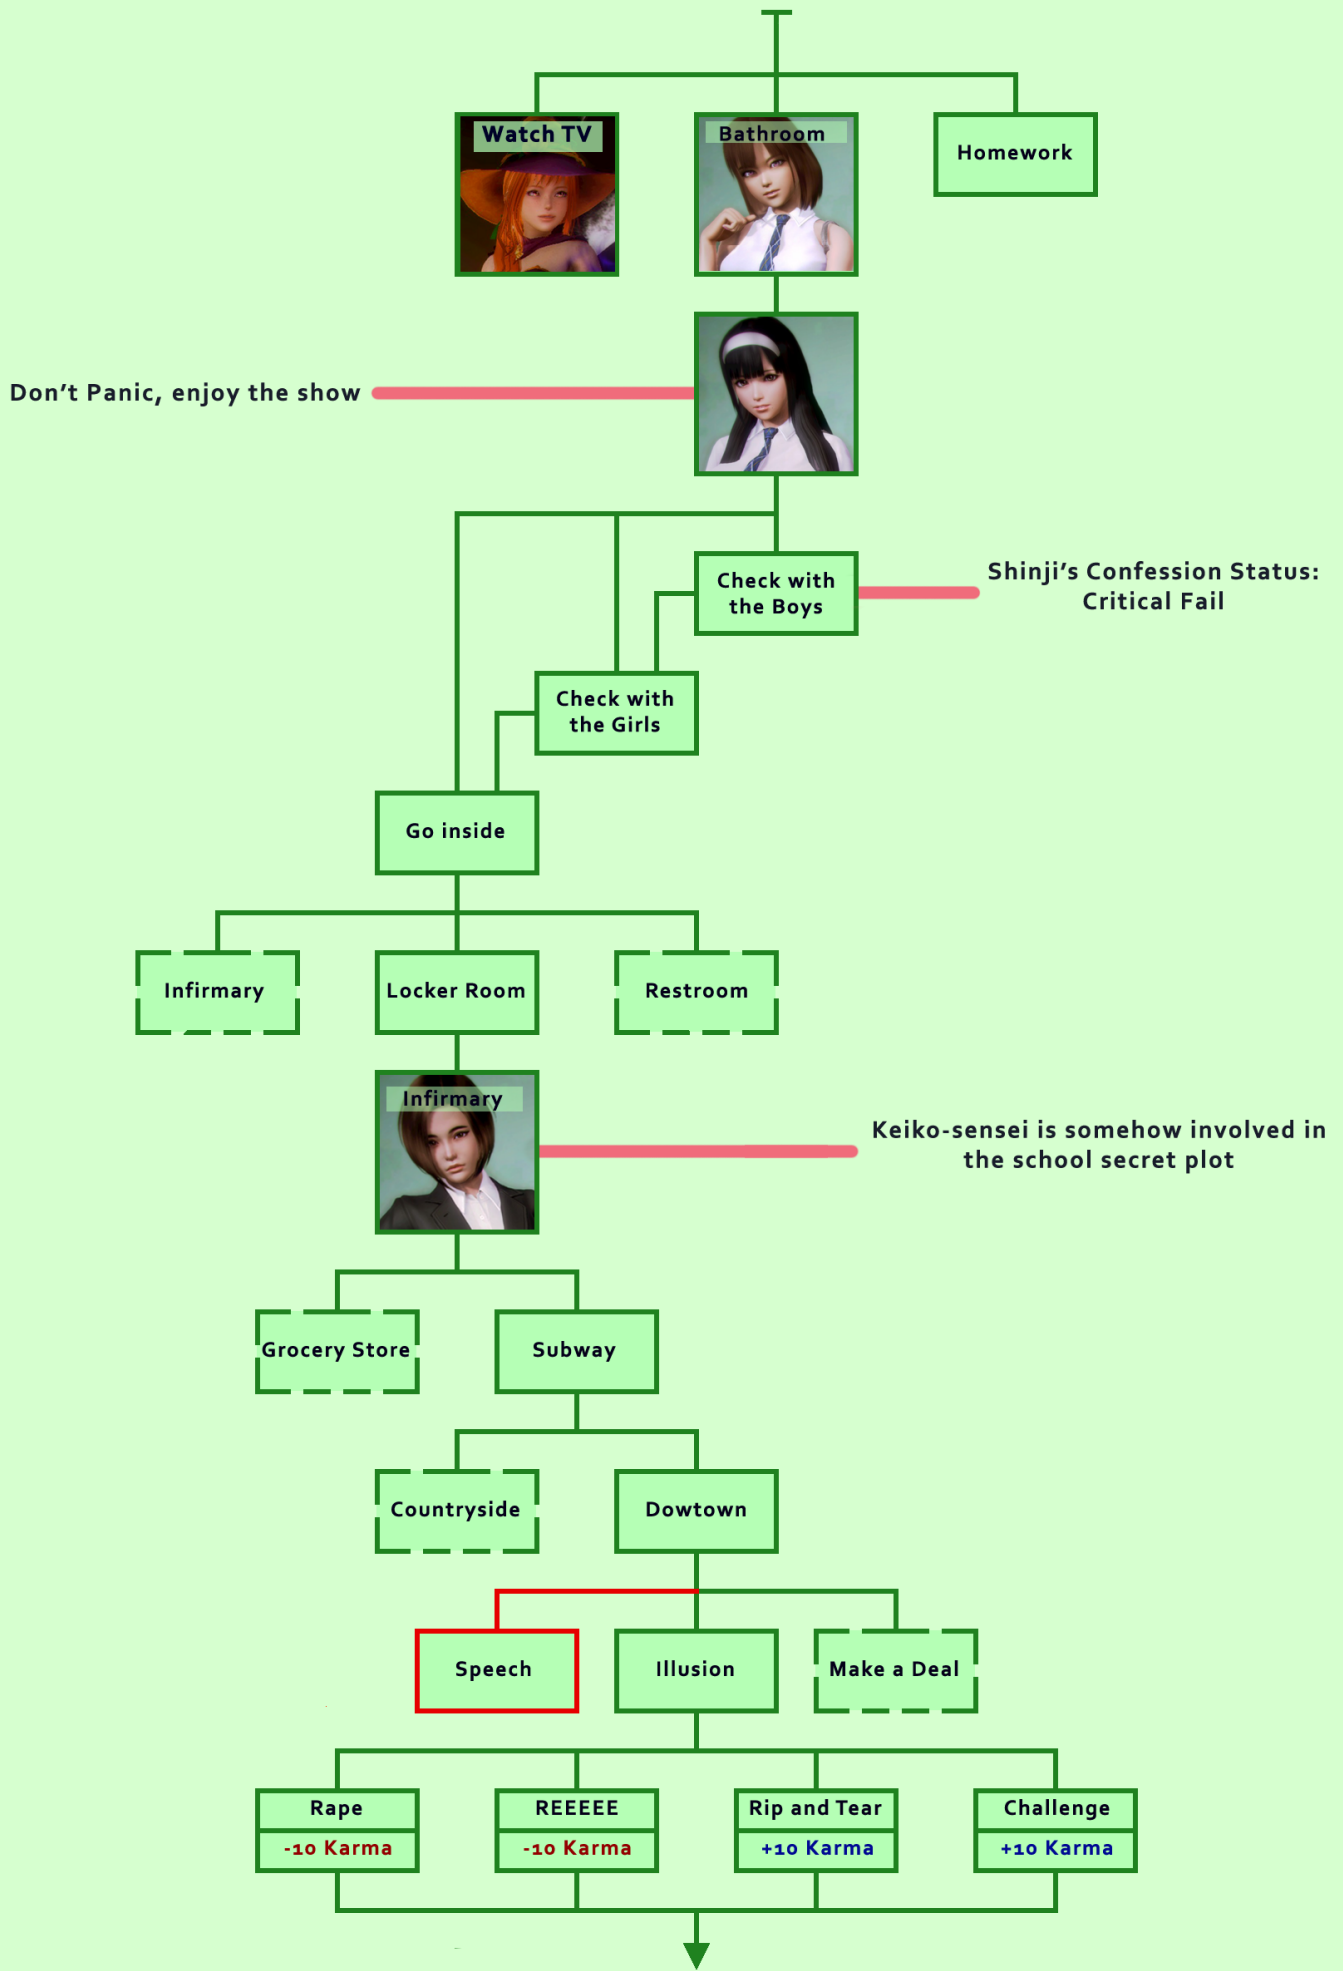 Watch TV
Bathroom
Homework
Don't Panic, enjoy the show
Check with
the Boys
Shinji's Confession Status:
Critical Fail
Check with
the Girls
Go inside
Infirmary
Locker Room
Restroom
Infirmary
Keiko-sensei is somehow involved in
the school secret plot
Grocery Store
Subway
Countryside
Dowtown
Speech
Illusion
Make a Deal
Rape
-10 Karma
REEEEE
-10 Karma
Rip and Tear
+10 Karma
Challenge
+10 Karma